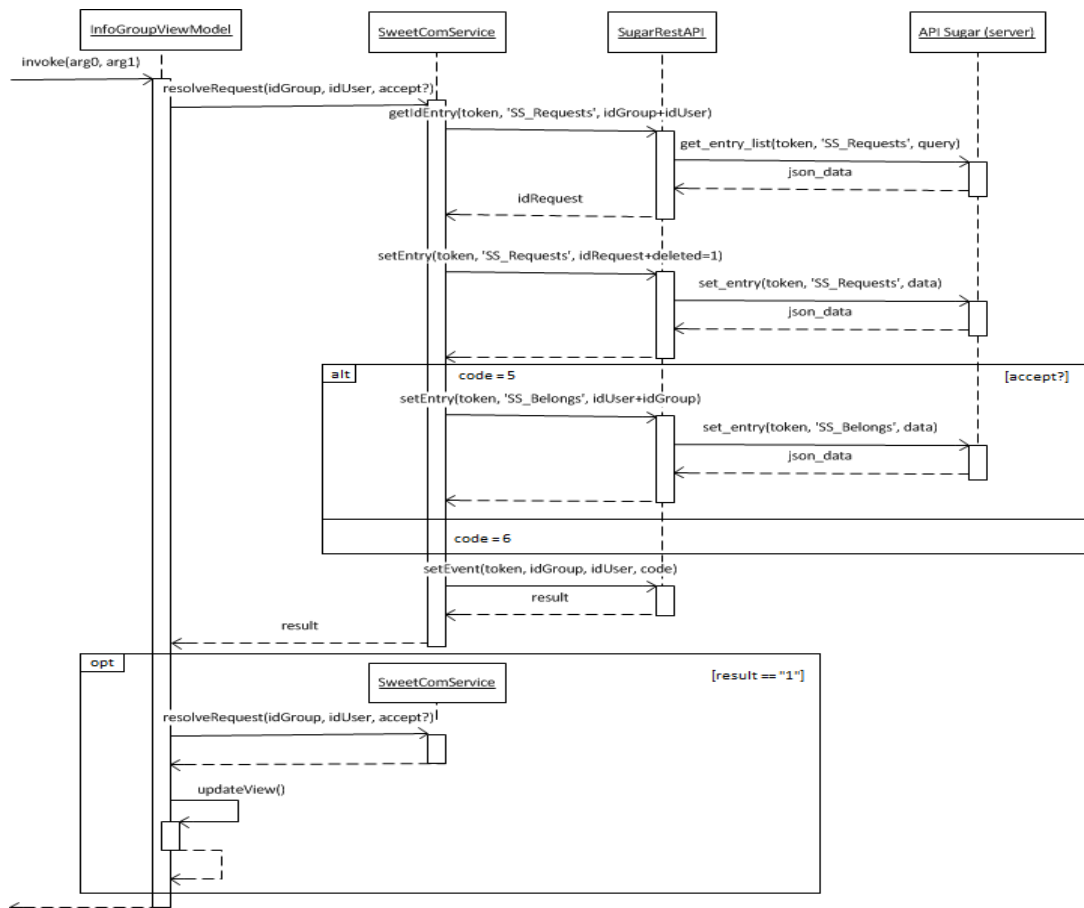 InfoGroupViewModel
SweetComService
SugarRestAPI
API Sugar (server)
invoke(arg0, arg1)
resolveRequest(idGroup, idUser, accept?)
getIdEntry(token, 'SS_Requests', idGroup+idUser)
get_entry_list(token, 'SS_Requests', query)
json_data
idRequest
setEntry(token, 'SS_Requests', idRequest+deleted=1)
set_entry(token, 'SS_Requests', data)
json_data
alt
code = 5
[accept?]
setEntry(token, 'SS_Belongs', idUser+idGroup)
set_entry(token, 'SS_Belongs', data)
json_data
code = 6
setEvent(token, idGroup, idUser, code)
result
result
opt
SweetComService
[result == "1"]
resolveRequest(idGroup, idUser, accept?)
updateView()